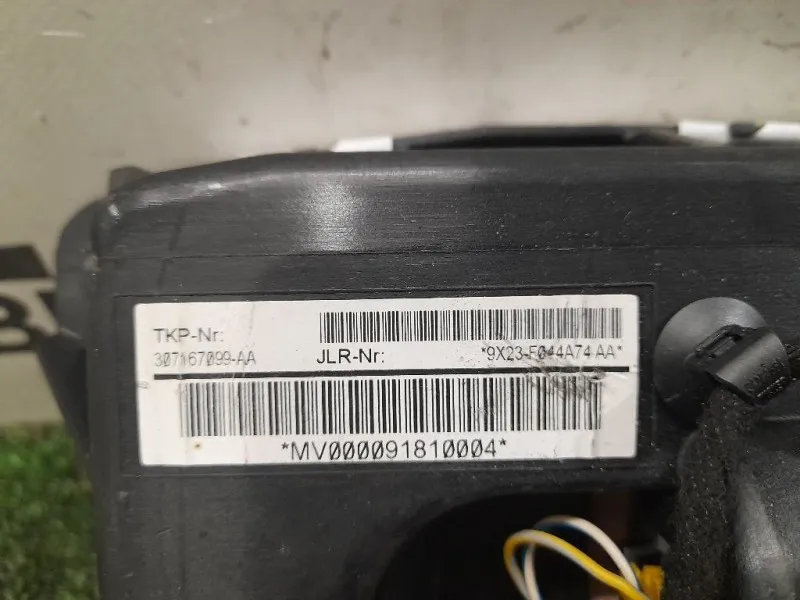 TKP-Nr:
307167099-AA
JLR-Nr: *9X23-F044A74 AA*
*MV000091810004*